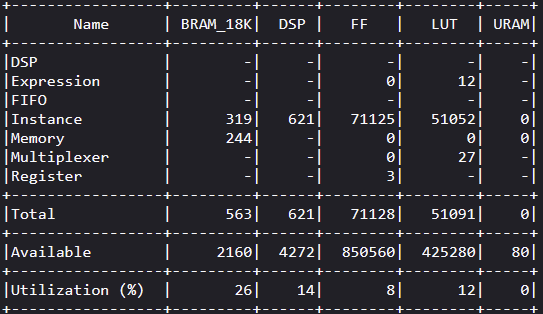 +-----------------+---------+------+--------+--------+-----+
|       Name      | BRAM_18K|  DSP |   FF   |   LUT  | URAM|
+-----------------+---------+------+--------+--------+-----+
|DSP              |        -|     -|       -|       -|    -|
|Expression       |        -|     -|       0|      12|    -|
|FIFO             |        -|     -|       -|       -|    -|
|Instance         |      319|   621|   71125|   51052|    0|
|Memory           |      244|     -|       0|       0|    0|
|Multiplexer      |        -|     -|       0|      27|    -|
|Register         |        -|     -|       3|       -|    -|
+-----------------+---------+------+--------+--------+-----+
|Total            |      563|   621|   71128|   51091|    0|
+-----------------+---------+------+--------+--------+-----+
|Available        |     2160|  4272|  850560|  425280|   80|
+-----------------+---------+------+--------+--------+-----+
|Utilization (%)  |       26|    14|       8|      12|    0|
+-----------------+---------+------+--------+--------+-----+